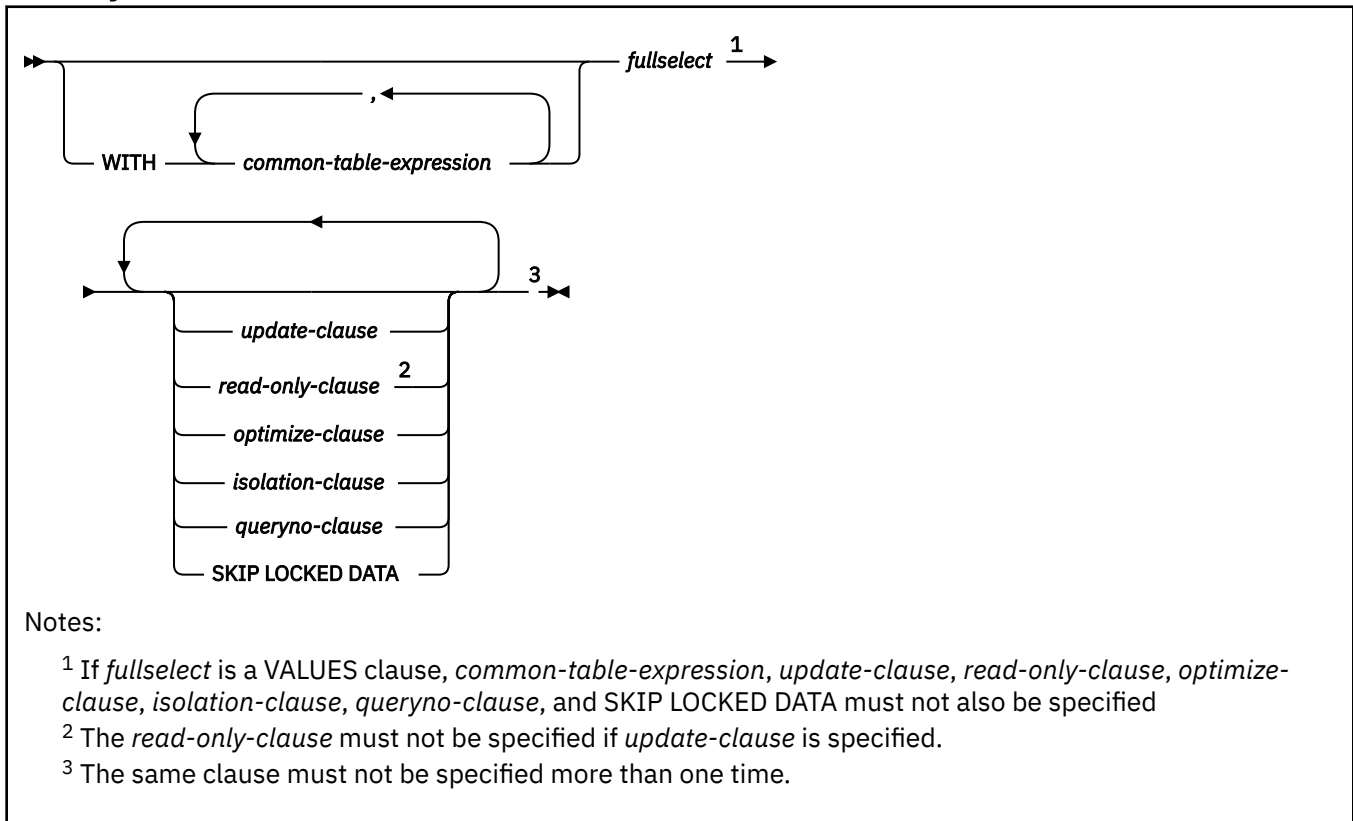 fullselect 1
,
WITH common-table-expression
3
update-clause
read-only-clause 2
optimize-clause
isolation-clause
queryno-clause
SKIP LOCKED DATA
Notes:
1 If fullselect is a VALUES clause, common-table-expression, update-clause, read-only-clause, optimize-
clause, isolation-clause, queryno-clause, and SKIP LOCKED DATA must not also be specified
2 The read-only-clause must not be specified if update-clause is specified.
3 The same clause must not be specified more than one time.